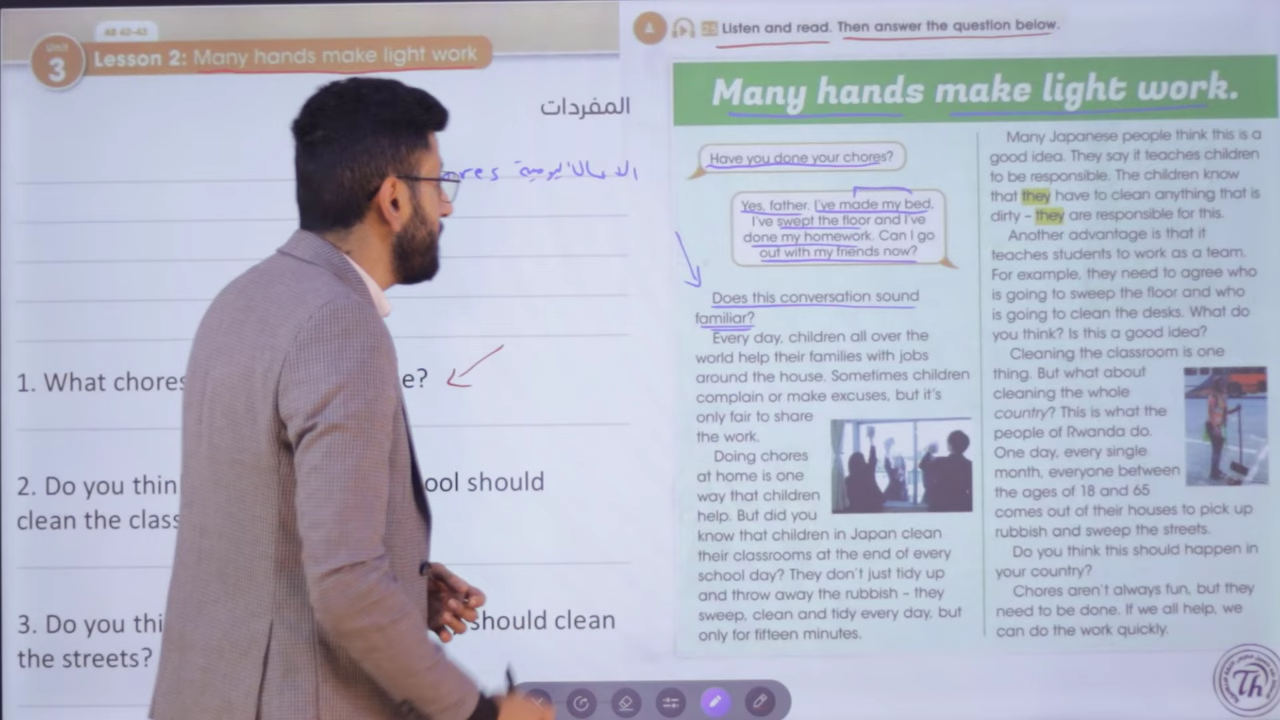 AB 42-43
Unit
3
Lesson 2: Many hands make light work
المفردات
ores الاعمال اليومية
1. What chores
e?
2. Do you thin
ool should
clean the class
3. Do you thi
should clean
the streets?
A
Listen and read. Then answer the question below.
Many hands make light work.
Have you done your chores?
Yes, father. I've made my bed,
I've swept the floor and I've
done my homework. Can I go
out with my friends now?
Does this conversation sound
familiar?
Every day, children all over the
world help their families with jobs
around the house. Sometimes children
complain or make excuses, but it's
only fair to share
the work.
Doing chores
at home is one
way that children
help. But did you
know that children in Japan clean
their classrooms at the end of every
school day? They don't just tidy up
and throw away the rubbish – they
sweep, clean and tidy every day, but
only for fifteen minutes.
Many Japanese people think this is a
good idea. They say it teaches children
to be responsible. The children know
that they have to clean anything that is
dirty – they are responsible for this.
Another advantage is that it
teaches students to work as a team.
For example, they need to agree who
is going to sweep the floor and who
is going to clean the desks. What do
you think? Is this a good idea?
Cleaning the classroom is one
thing. But what about
cleaning the whole
country? This is what the
people of Rwanda do.
One day, every single
month, everyone between
the ages of 18 and 65
comes out of their houses to pick up
rubbish and sweep the streets.
Do you think this should happen in
your country?
Chores aren't always fun, but they
need to be done. If we all help, we
can do the work quickly.
Th